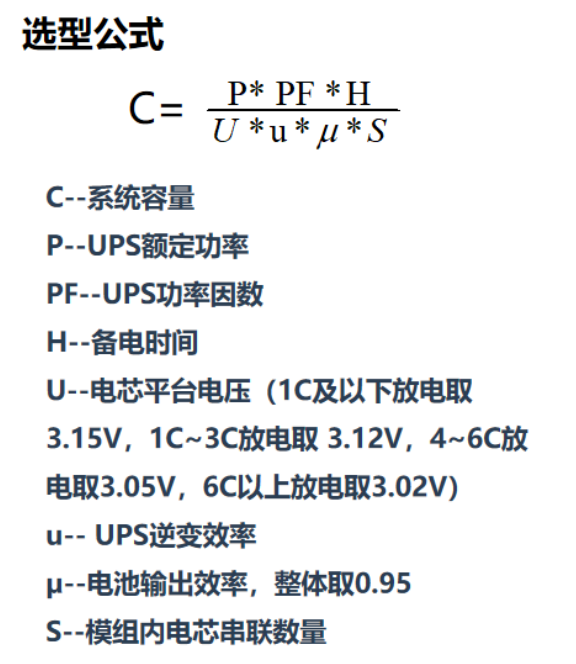 选型公式
C= P* PF *H
U *u* μ *S
C--系统容量
P--UPS额定功率
PF--UPS功率因数
H--备电时间
U--电芯平台电压（1C及以下放电取
3.15V，1C~3C放电取 3.12V，4~6C放
电取3.05V，6C以上放电取3.02V）
u-- UPS逆变效率
μ--电池输出效率，整体取0.95
S--模组内电芯串联数量